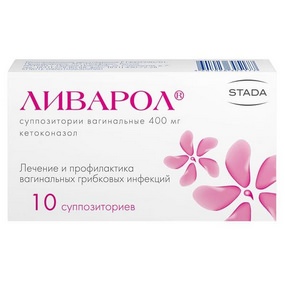 ЛИВАРОЛ®
STADA
суппозитории вагинальные 400 мг
кетоконазол
Лечение и профилактика
вагинальных грибковых инфекций
10 суппозиториев